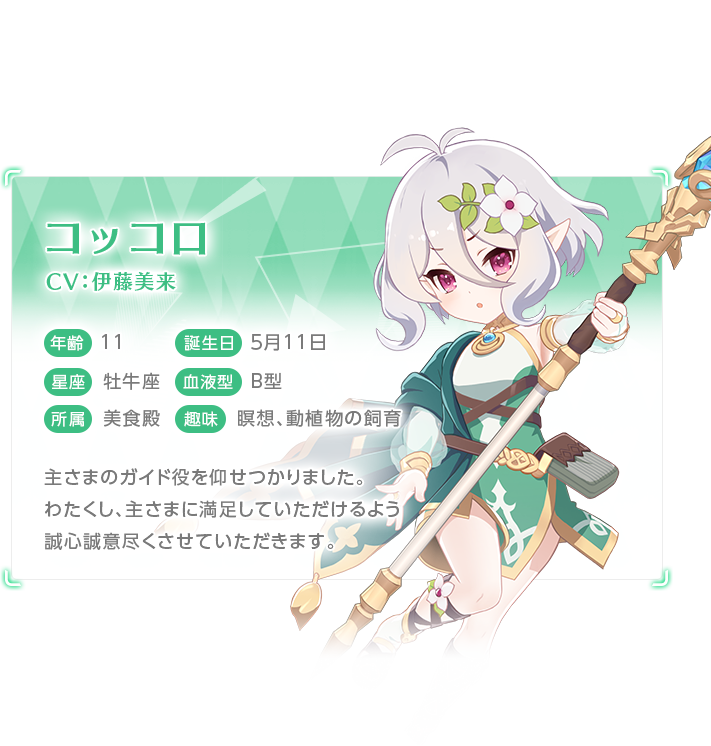 コッコロ
CV：伊藤美来
年齢 11 誕生日 5月11日
星座 牡牛座 血液型 B型
所属 美食殿 趣味 瞑想、動植物の飼育
主さまのガイド役を仰せつかりました。
わたくし、主さまに満足していただけるよう
誠心誠意尽くさせていただきます。